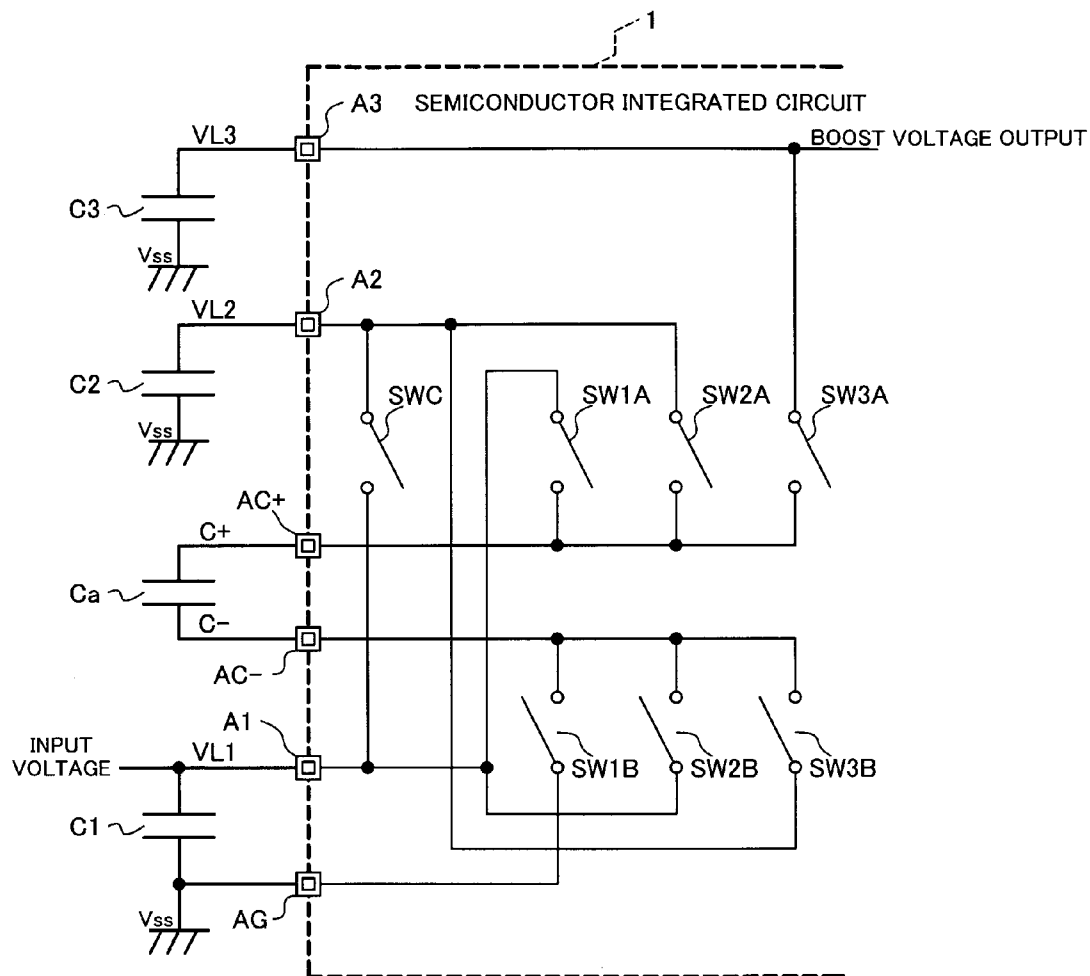 1
A3
SEMICONDUCTOR INTEGRATED CIRCUIT
VL3
BOOST VOLTAGE OUTPUT
C3
Vss
A2
VL2
C2
SWC
SW1A
SW2A
SW3A
Vss
AC+
C+
Ca
C-
AC-
A1
INPUT
VOLTAGE
VL1
SW1B
SW2B
SW3B
C1
Vss
AG